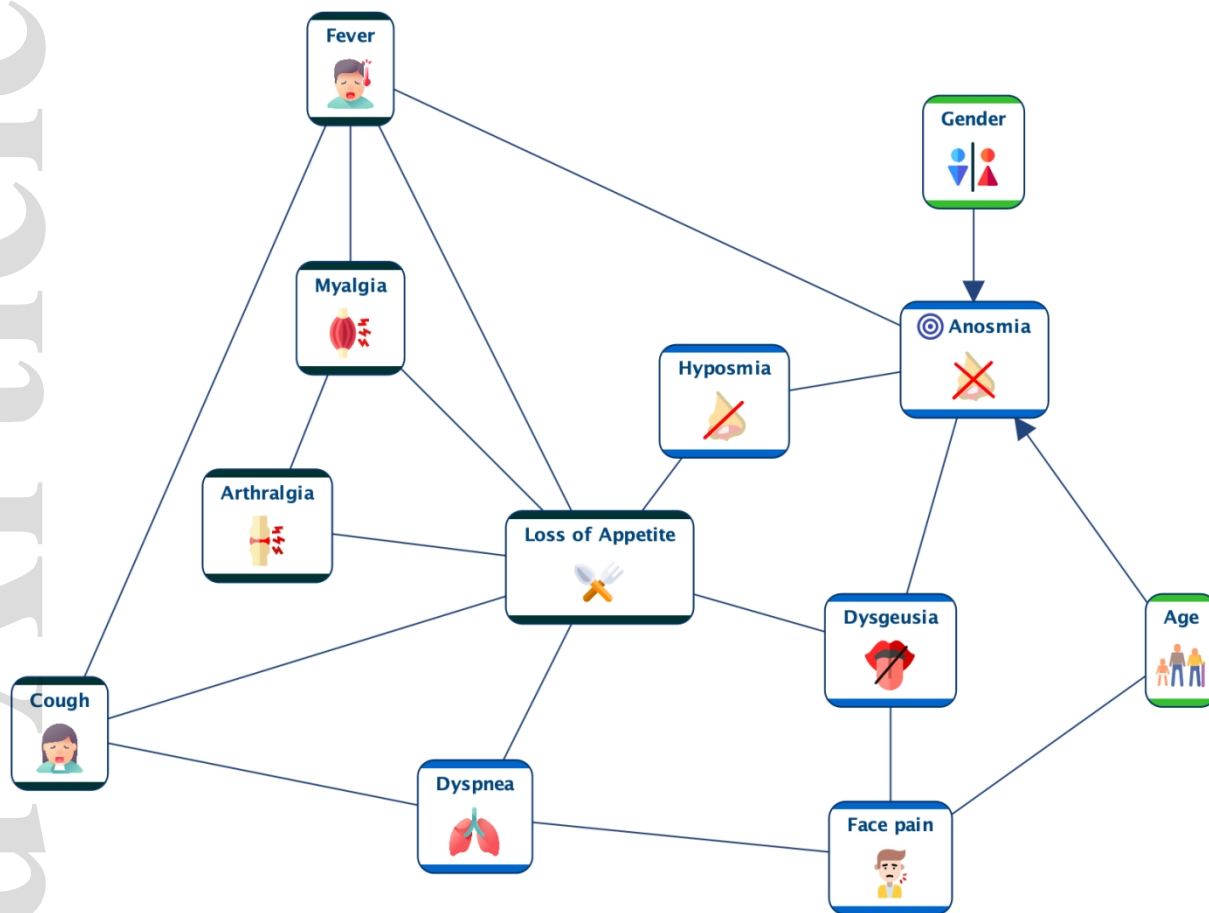 Fever
Gender
Myalgia
Anosmia
Hyposmia
Arthralgia
Loss of Appetite
Dysgeusia
Age
Cough
Dyspnea
Face pain